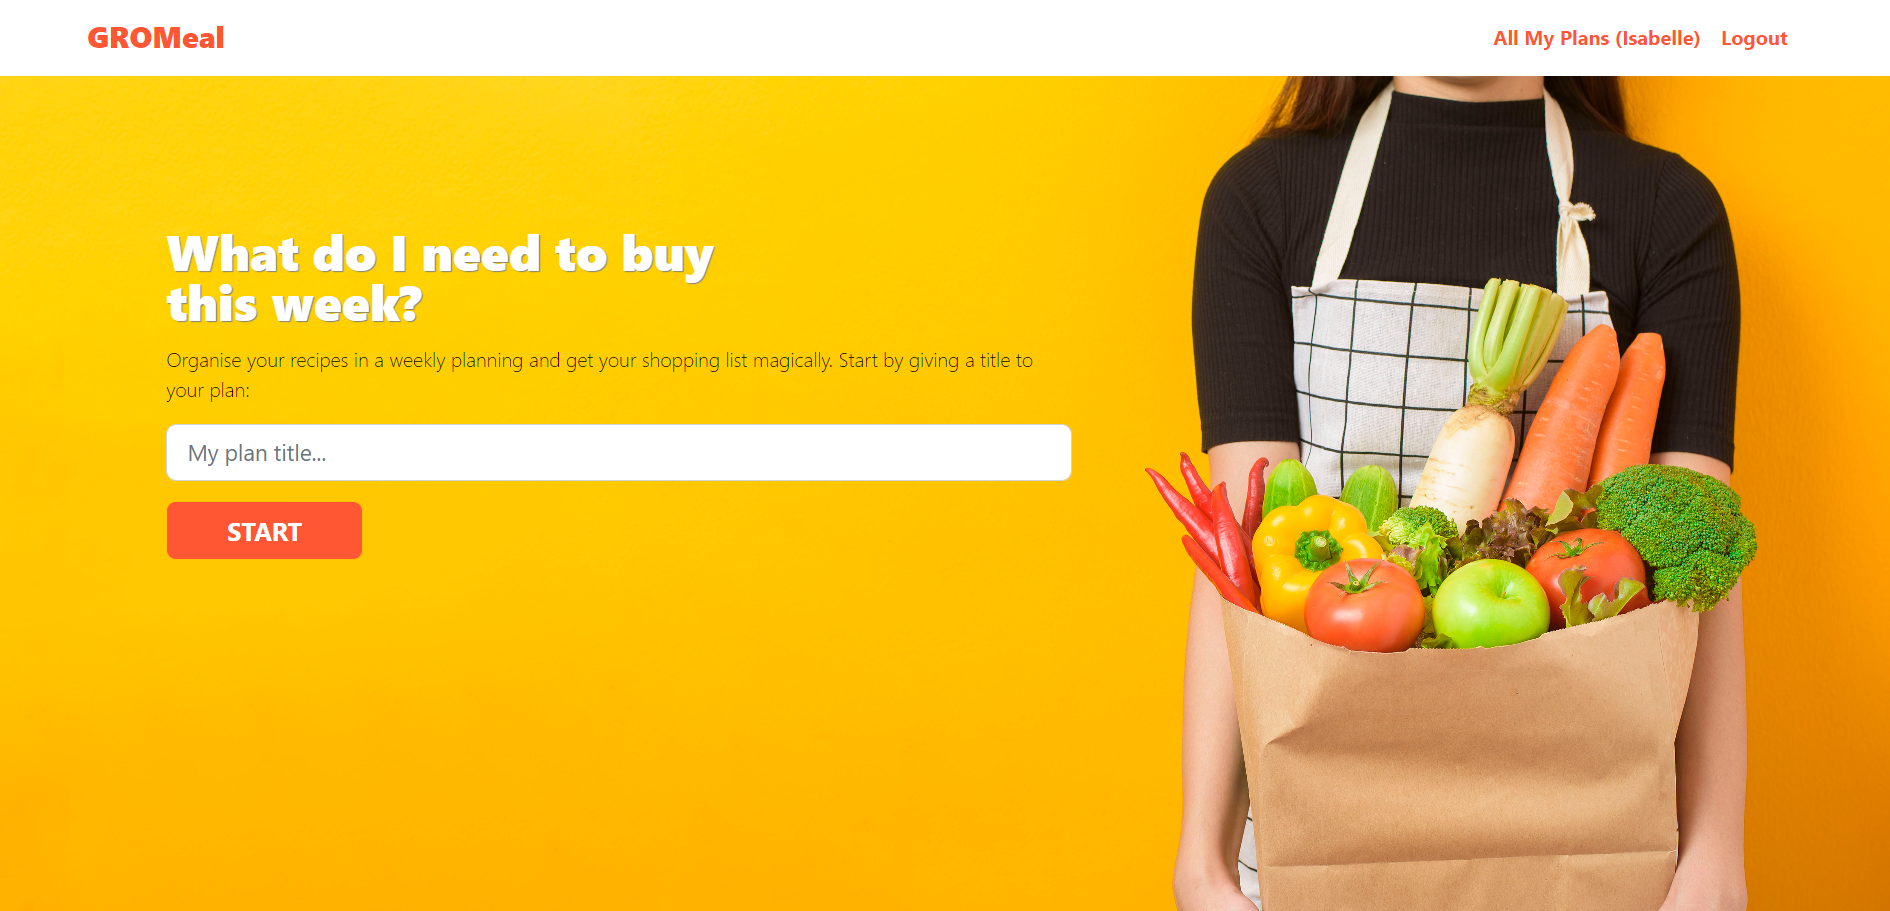 GROMeal
All My Plans (Isabelle) Logout
What do I need to buy
this week?
Organise your recipes in a weekly planning and get your shopping list magically. Start by giving a title to
your plan:
My plan title...
START